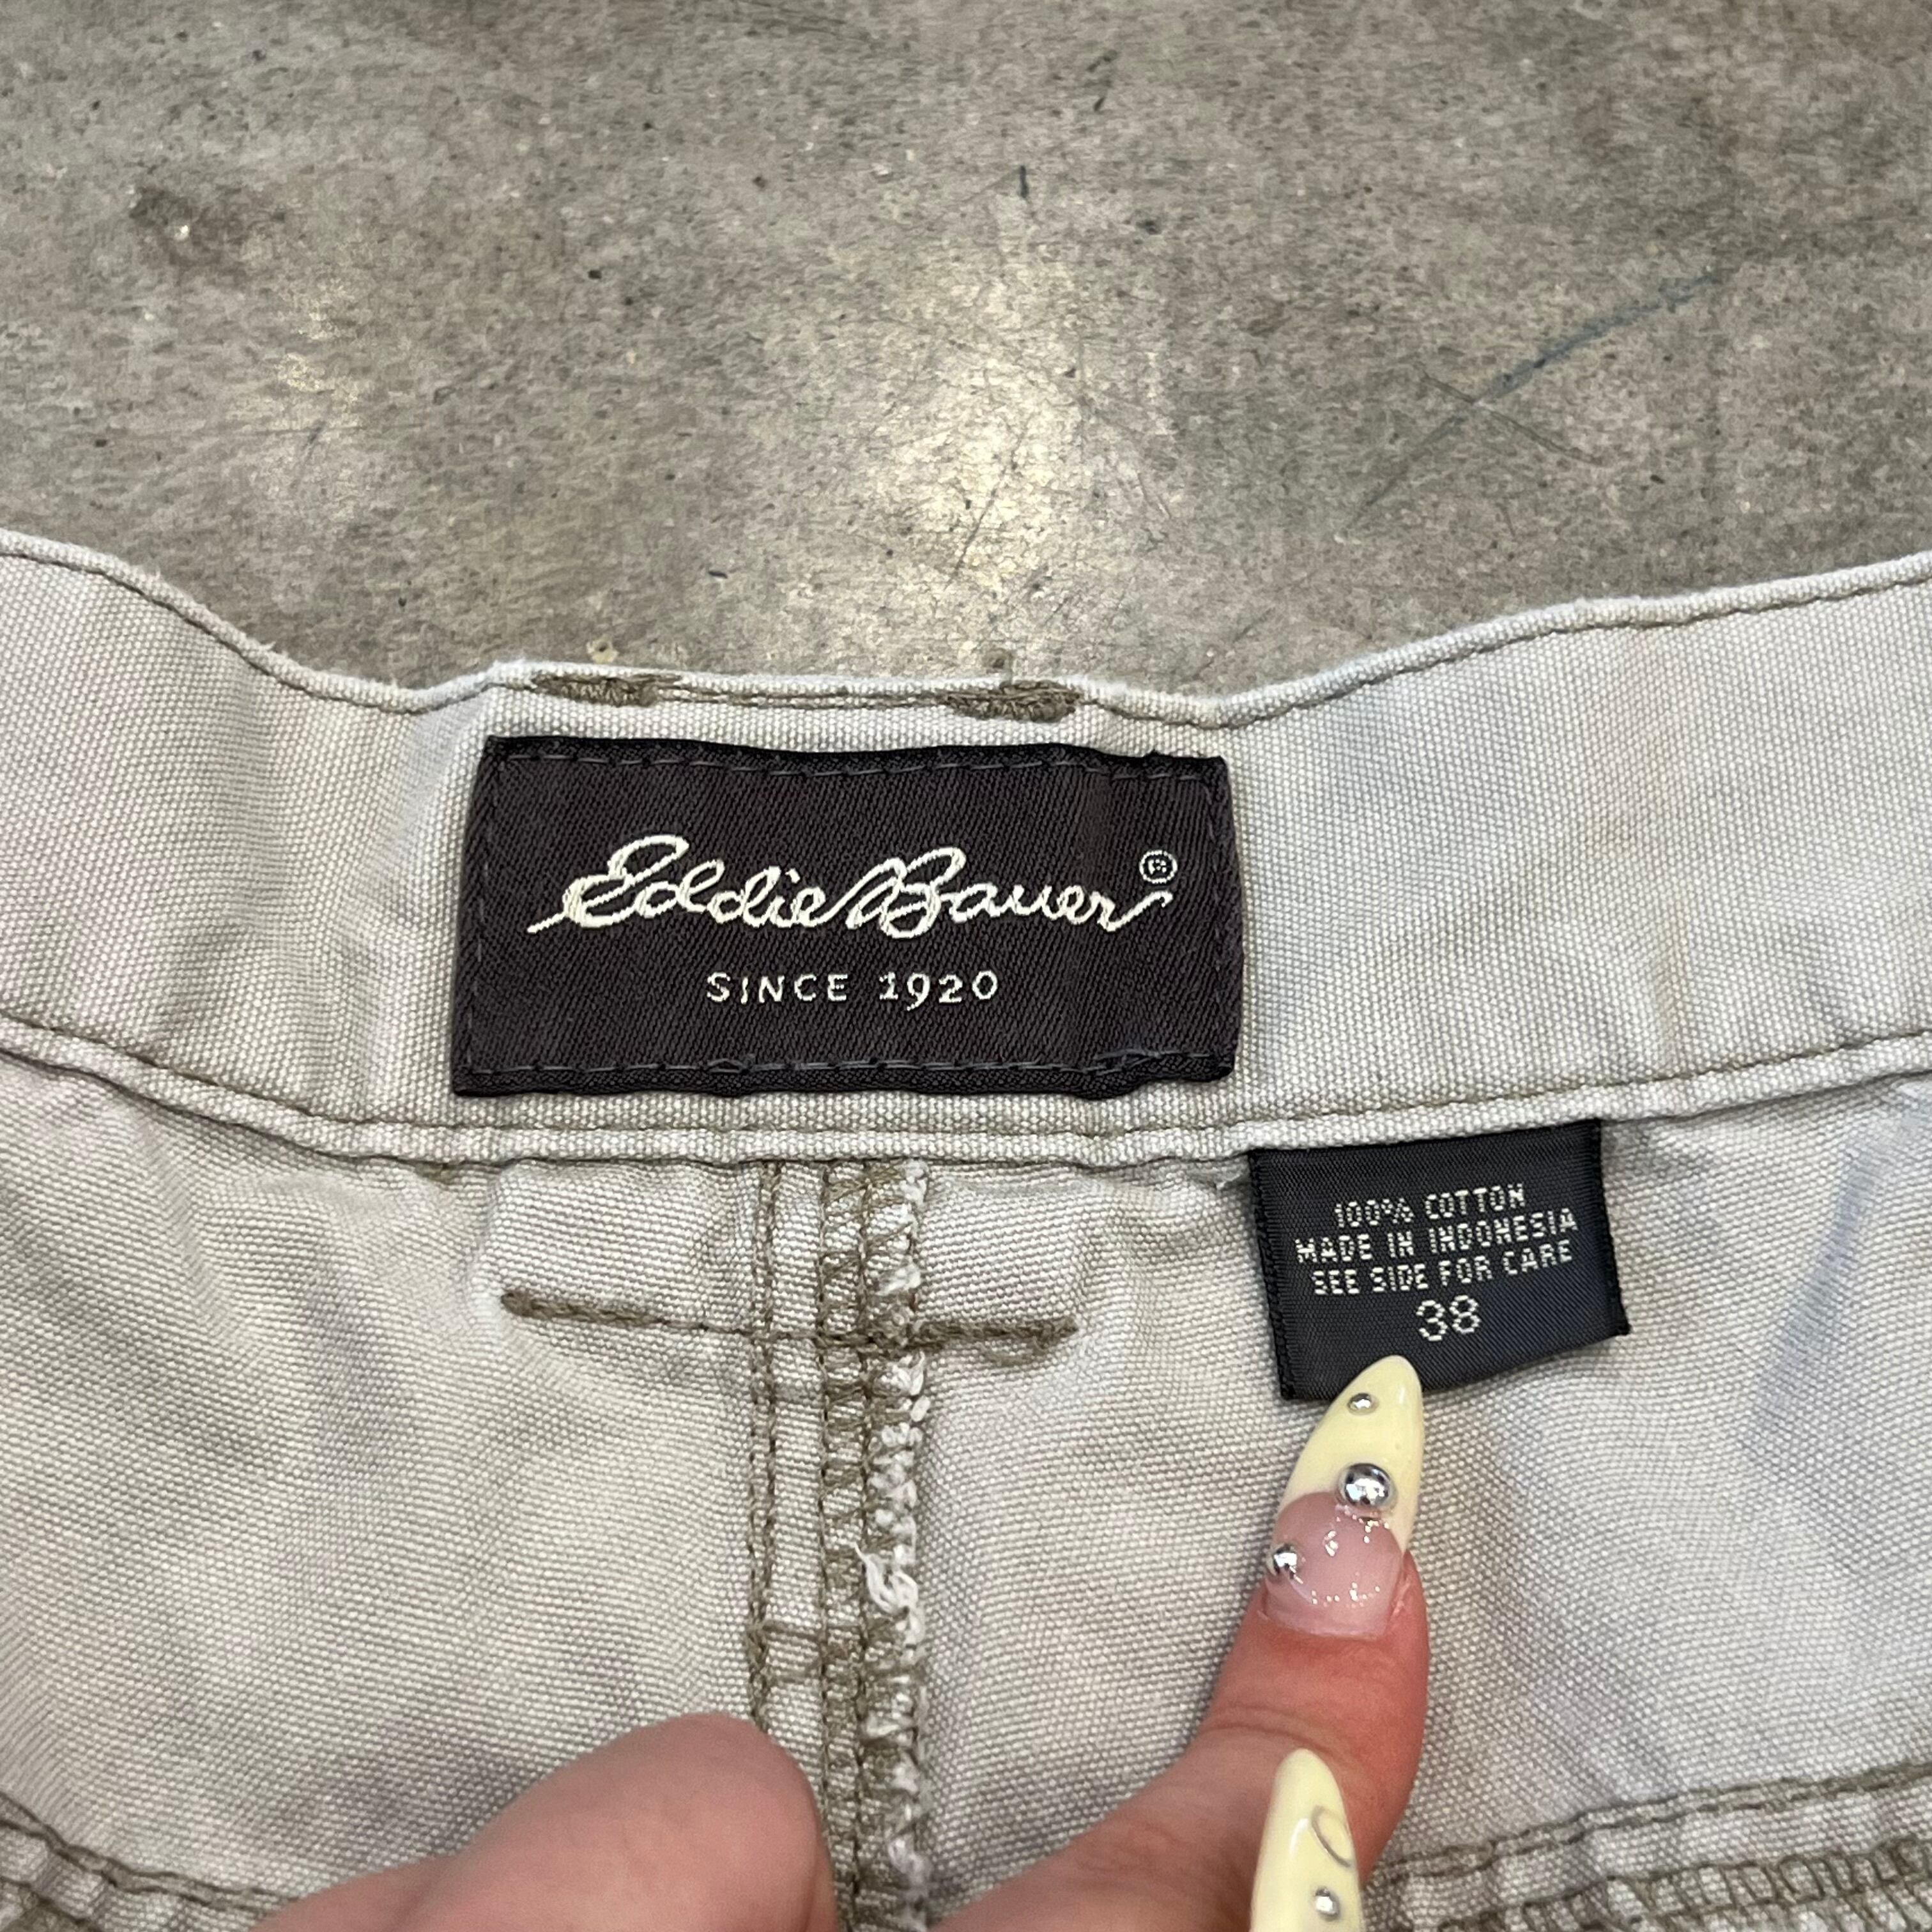 Eddie Bauer®
SINCE 1920
100% COTTON
MADE IN INDONESIA
SEE SIDE FOR CARE
38